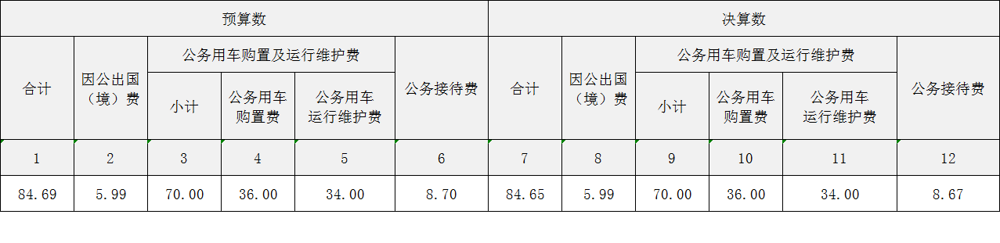 预算数 决算数
合计 因公出国（境）费 公务用车购置及运行维护费 公务接待费 合计 因公出国（境）费 公务用车购置及运行维护费 公务接待费
小计 公务用车购置费 公务用车运行维护费 小计 公务用车购置费 公务用车运行维护费
1 2 3 4 5 6 7 8 9 10 11 12
84.69 5.99 70.00 36.00 34.00 8.70 84.65 5.99 70.00 36.00 34.00 8.67